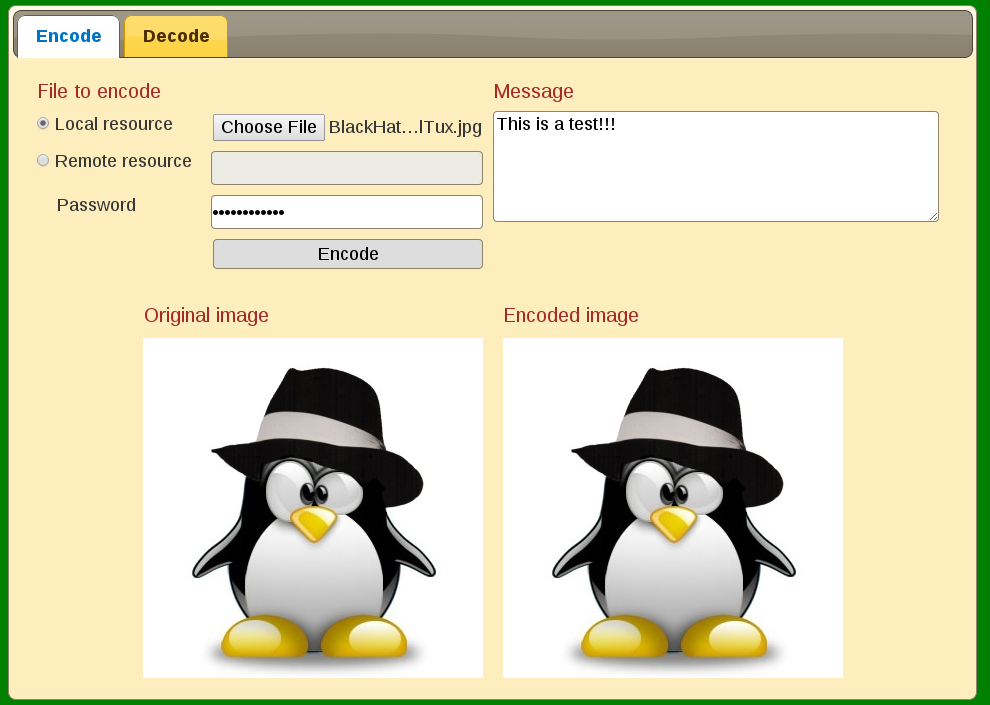 Encode Decode
File to encode
Local resource Choose File BlackHat...lTux.jpg
Remote resource
Password ••••••••••••
Encode
Message
This is a test!!!
Original image Encoded image